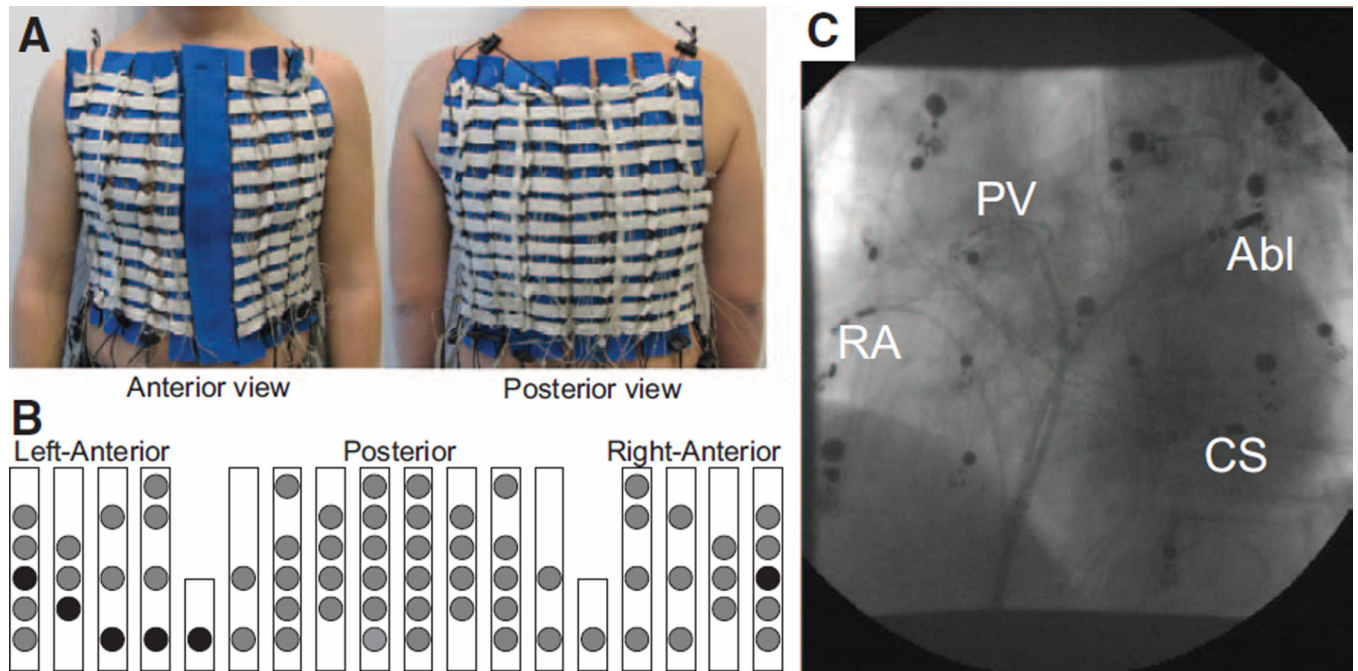 A
Anterior view
Posterior view
B
Left-Anterior
Posterior
Right-Anterior
C
PV
Abl
RA
CS